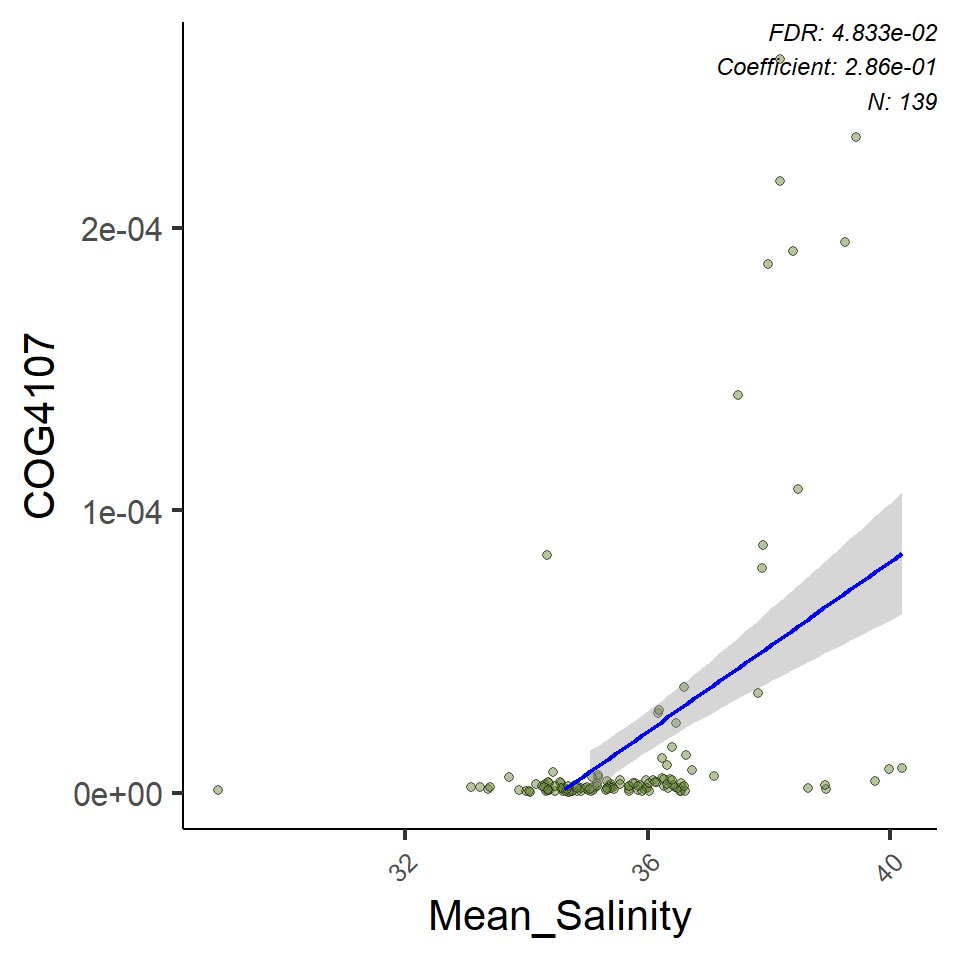 FDR: 4.833e-02
Coefficient: 2.86e-01
N: 139
COG4107
2e-04
1e-04
0e+00
32
36
40
Mean_Salinity